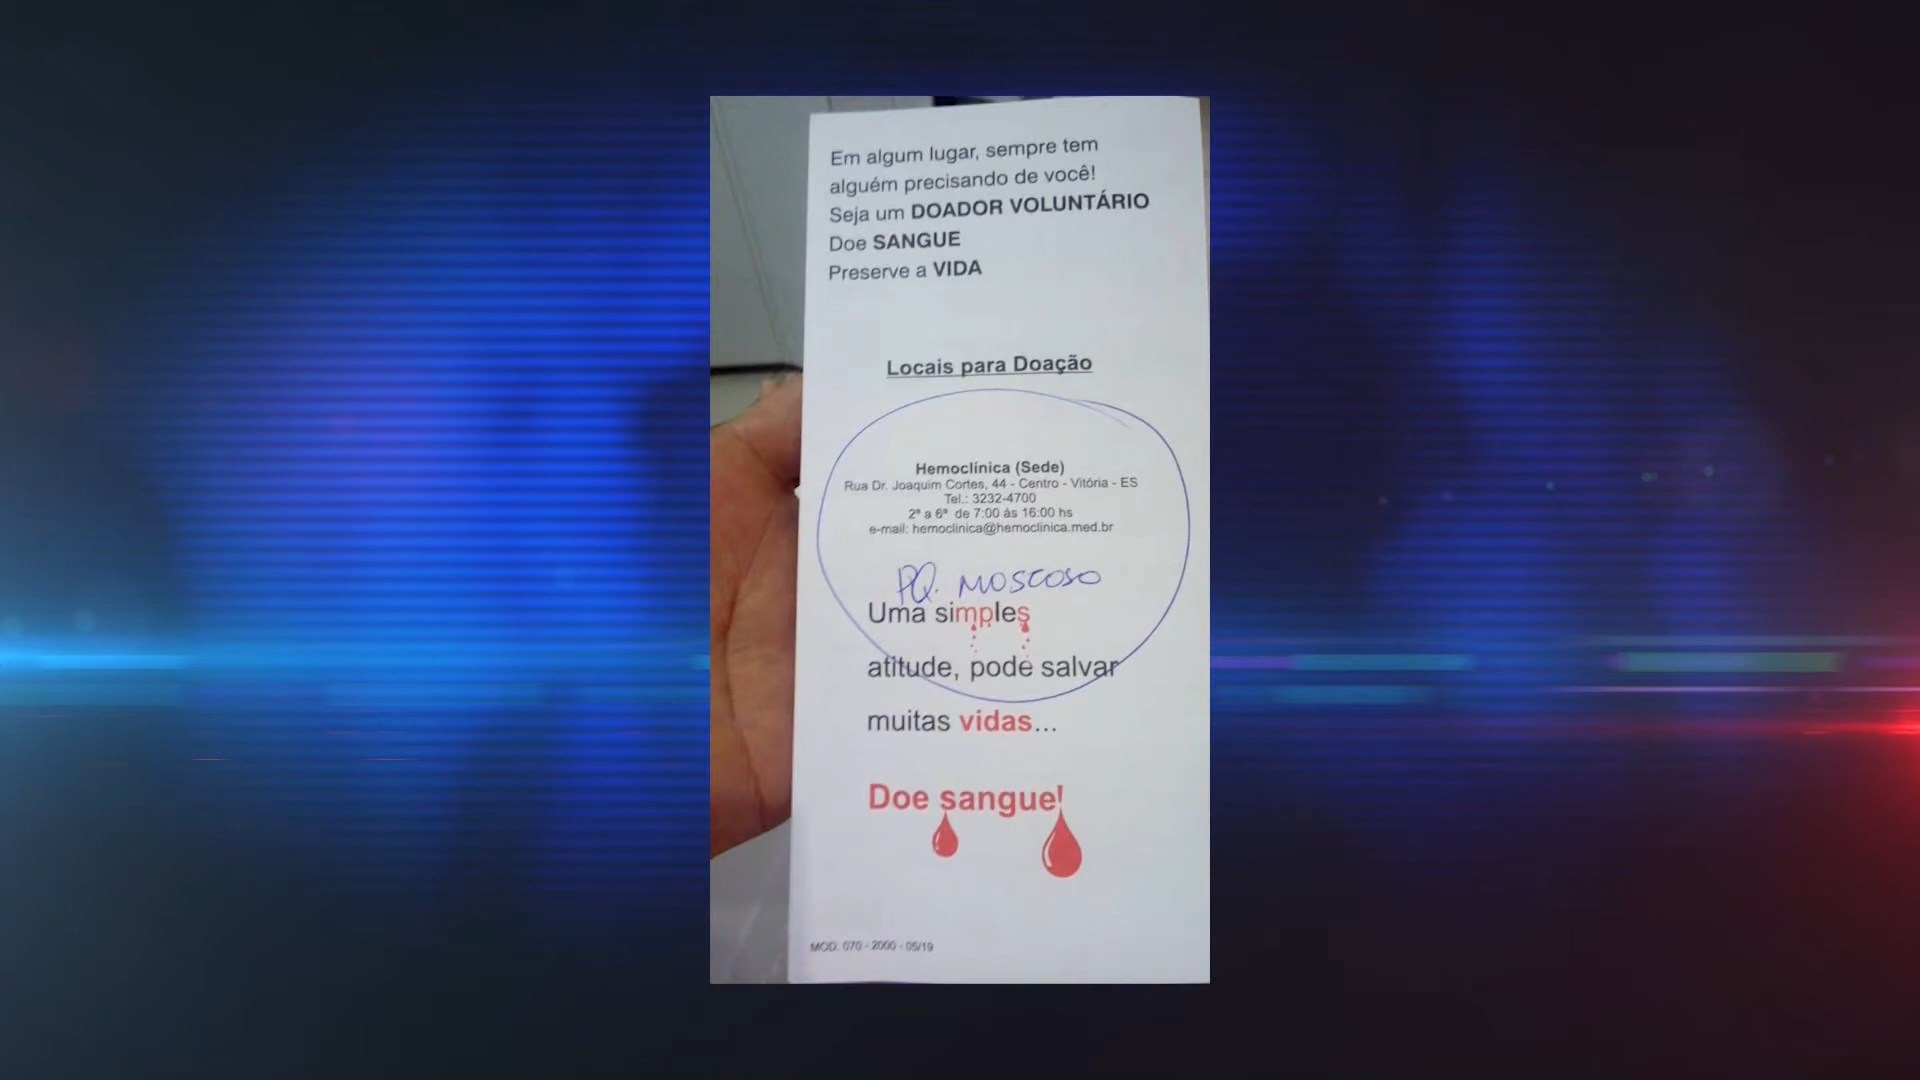 Em algum lugar, sempre tem
alguém precisando de você!
Seja um DOADOR VOLUNTÁRIO
Doe SANGUE
Preserve a VIDA
Locais para Doação
Hemoclínica (Sede)
Rua Dr. Joaquim Cortes, 44 - Centro - Vitória - ES
Tel.: 3232-4700
2ª a 6ª de 7:00 às 16:00 hs
e-mail: hemoclinica@hemoclinica.med.br
PQ. MOSCOSO
Uma simples
atitude, pode salvar
muitas vidas...
Doe sangue!
MOD. 070 - 2000 - 05/19